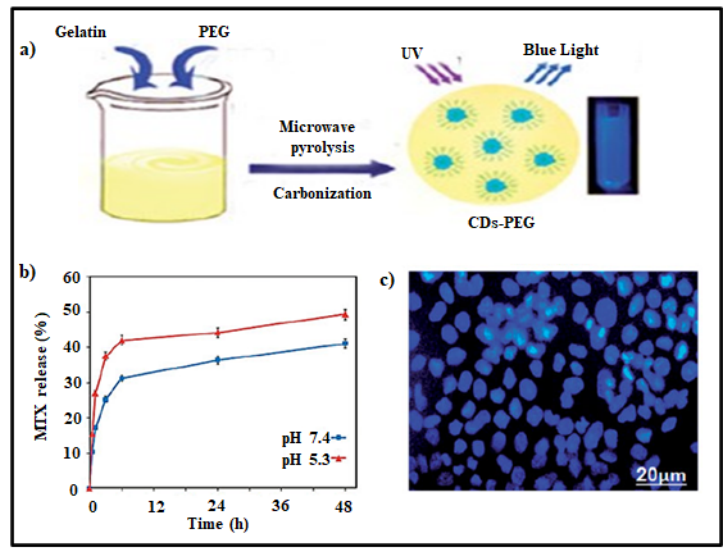 a)
Gelatin PEG
UV
Blue Light
Microwave
pyrolysis
Carbonization
CDs-PEG
b)
MTX release (%)
60
50
40
30
20
10
0
pH 7.4
pH 5.3
0 12 24 36 48
Time (h)
c)
20µm